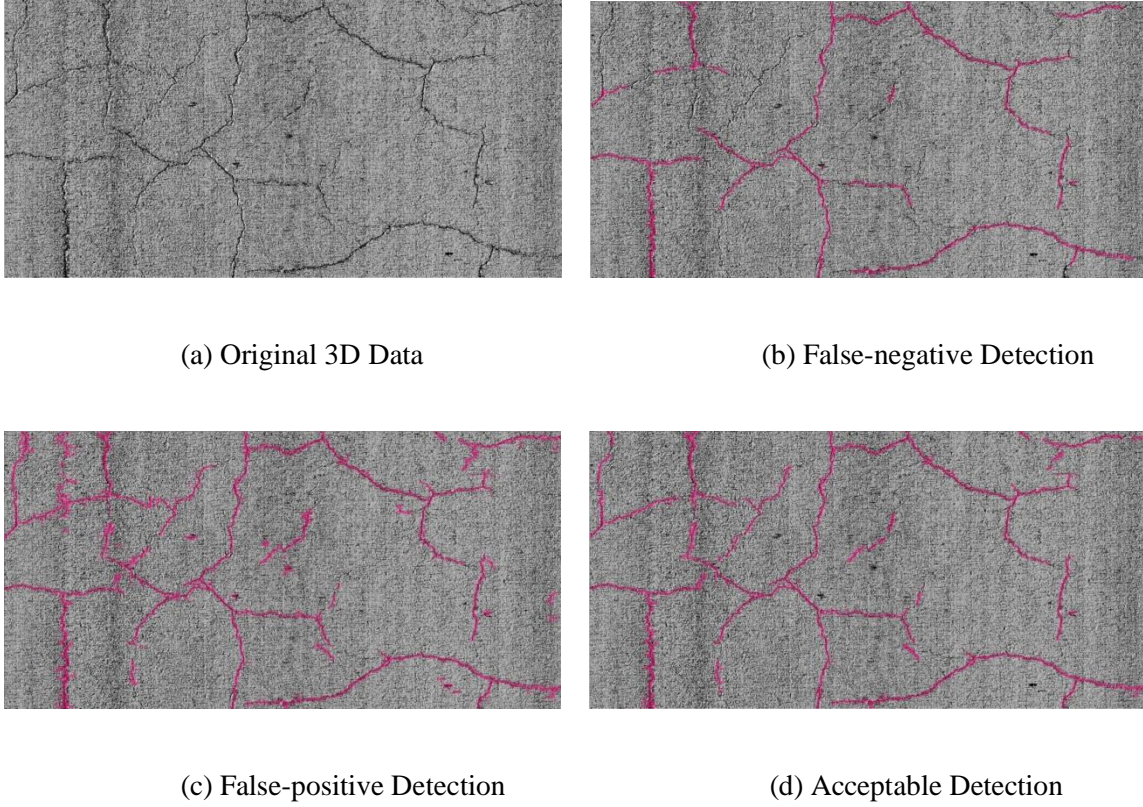 (a) Original 3D Data
(b) False-negative Detection
(c) False-positive Detection
(d) Acceptable Detection